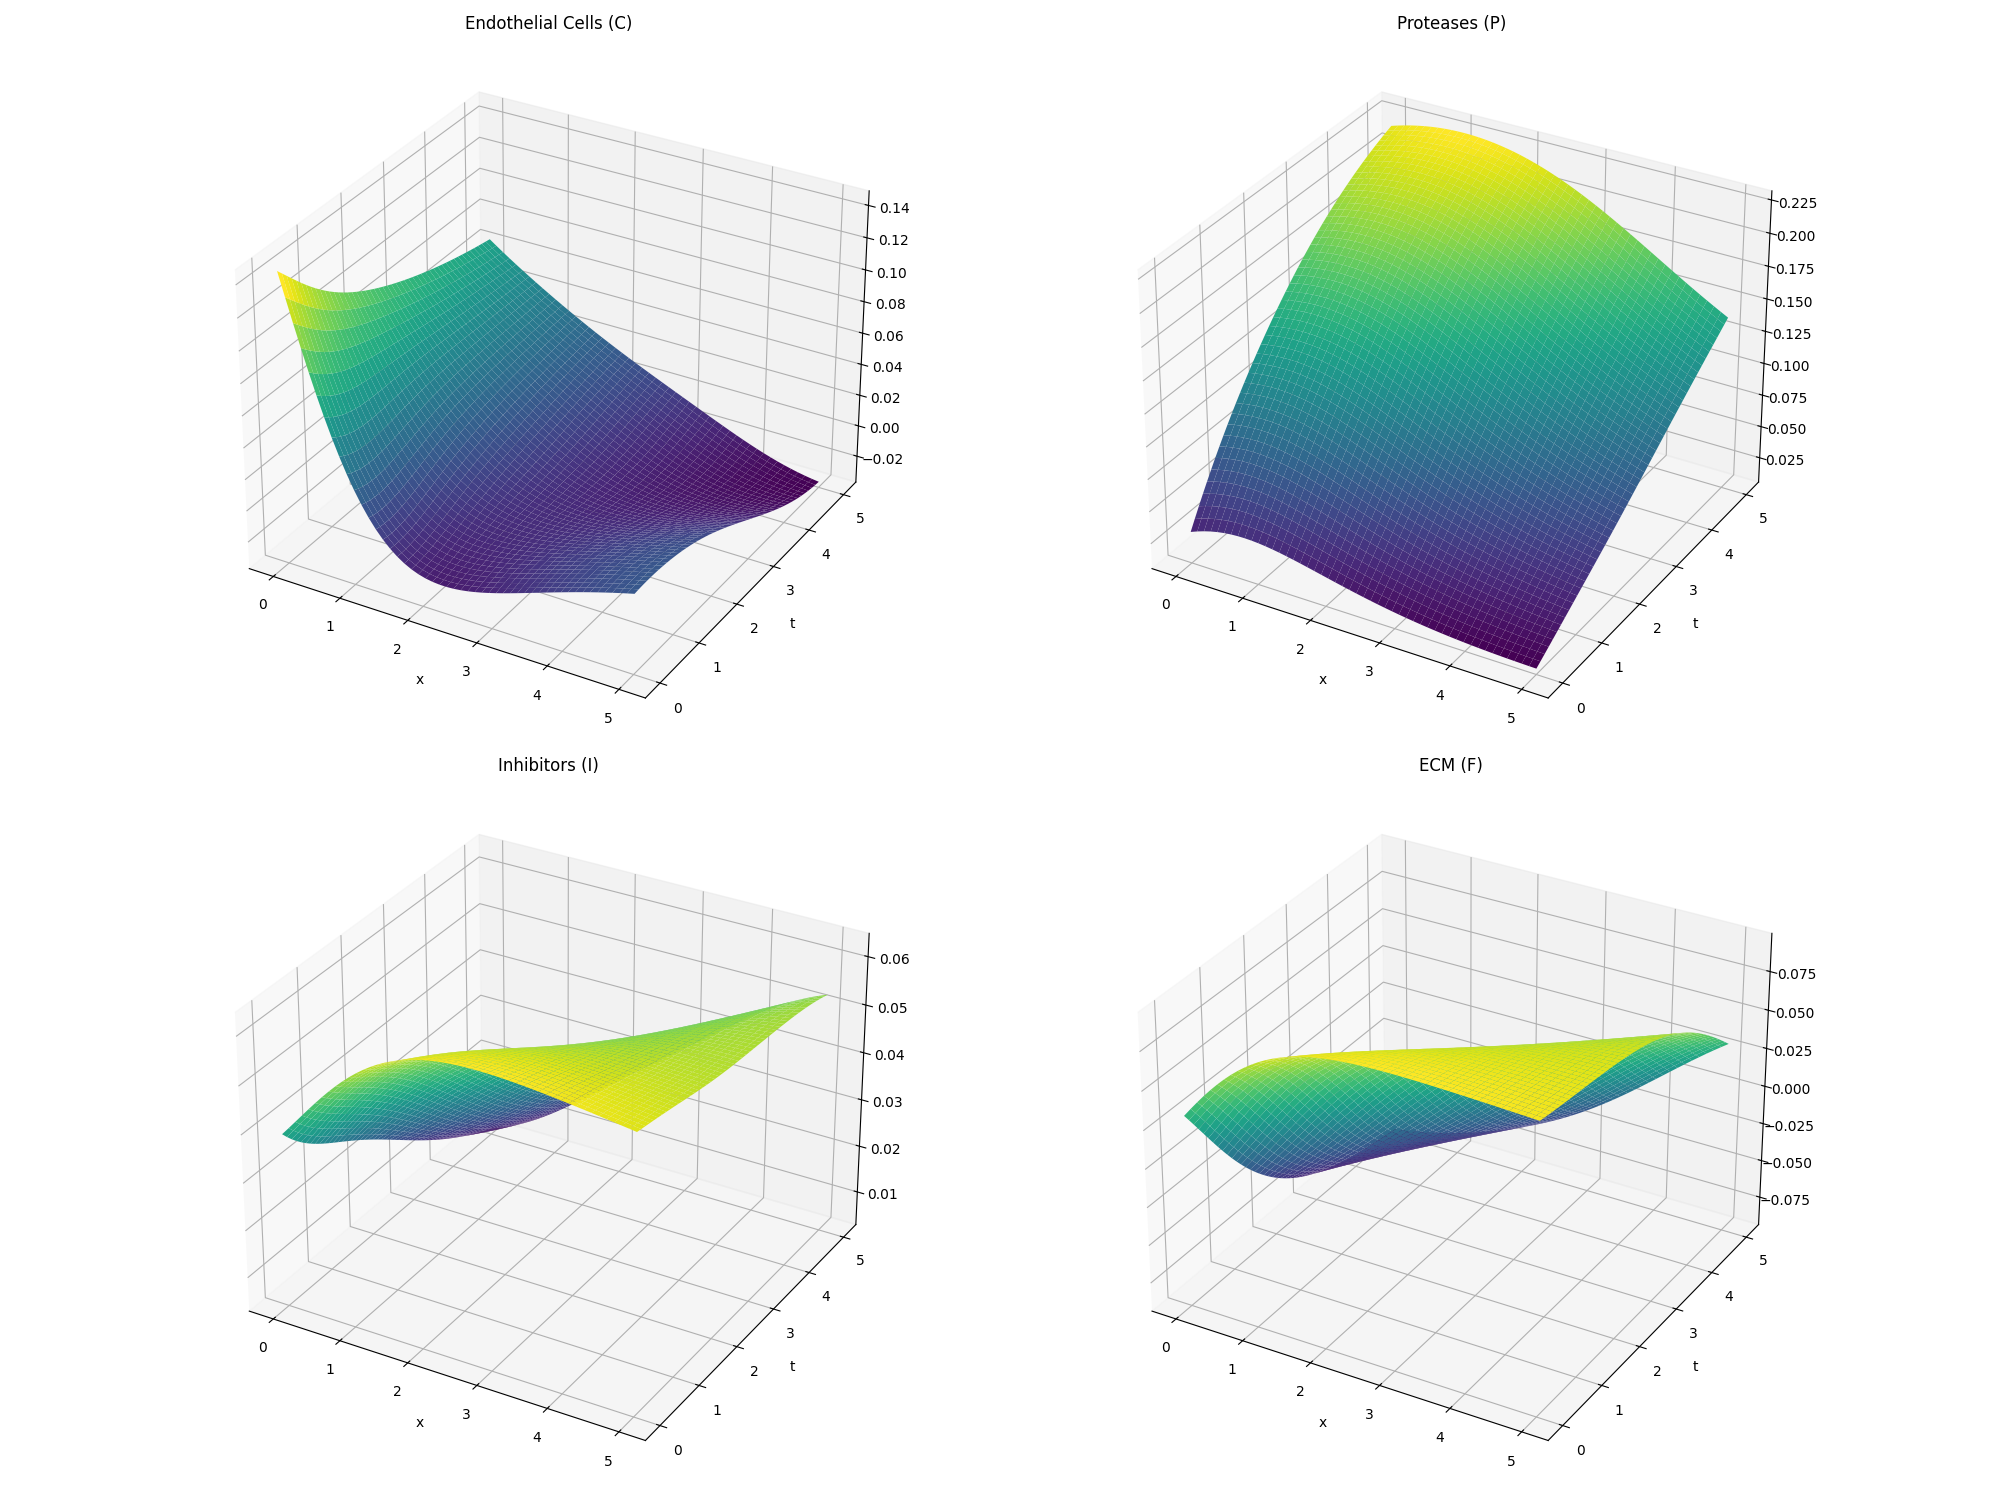 Endothelial Cells (C)
0.14
0.12
0.10
0.08
0.06
0.04
0.02
0.00
−0.02
0 1 2 3 4 5
x
0 1 2 3 4 5
t
Proteases (P)
0.225
0.200
0.175
0.150
0.125
0.100
0.075
0.050
0.025
0 1 2 3 4 5
x
0 1 2 3 4 5
t
Inhibitors (I)
0.06
0.05
0.04
0.03
0.02
0.01
0 1 2 3 4 5
x
0 1 2 3 4 5
t
ECM (F)
0.075
0.050
0.025
0.000
−0.025
−0.050
−0.075
0 1 2 3 4 5
x
0 1 2 3 4 5
t